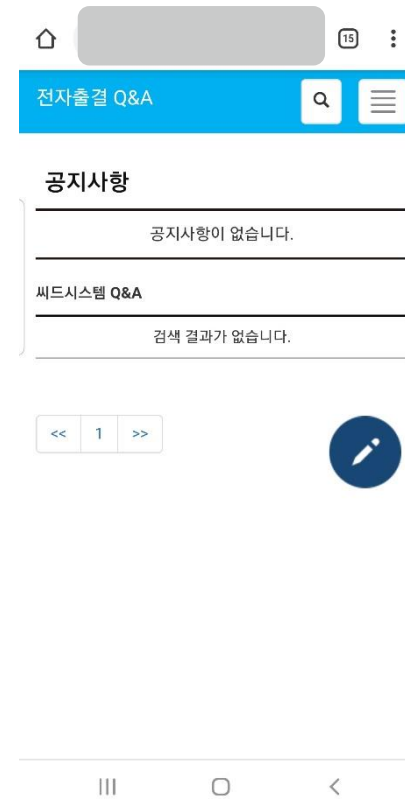 15
전자출결 Q&A
공지사항
공지사항이 없습니다.
씨드시스템 Q&A
검색 결과가 없습니다.
<< 1 >>